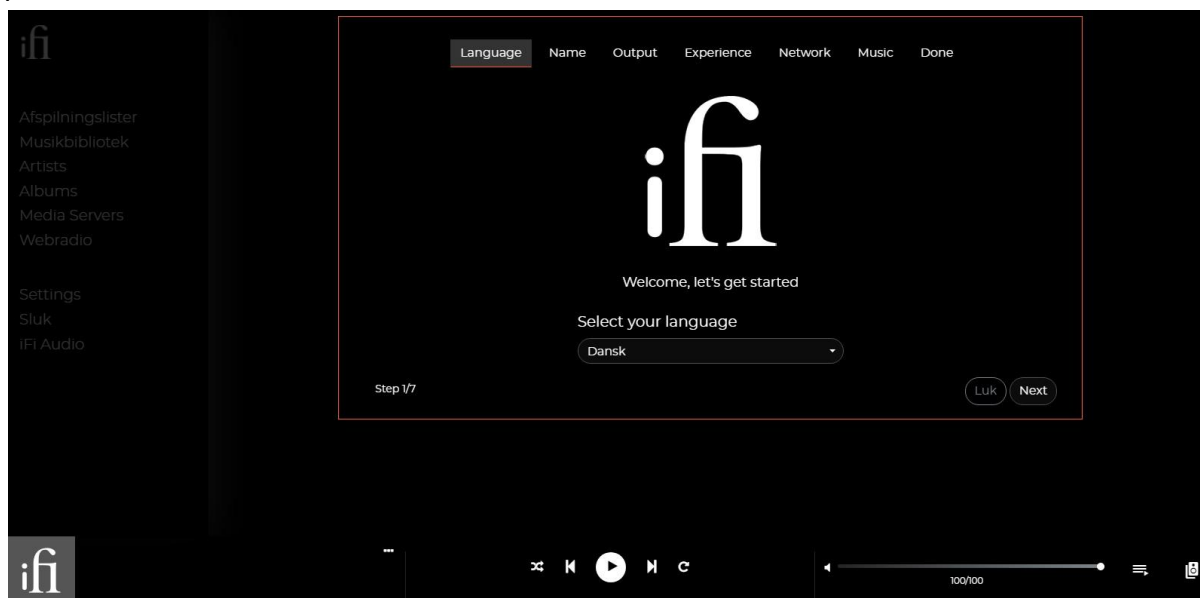 ifi
Afspilningslister
Musikbibliotek
Artists
Albums
Media Servers
Webradio
Settings
Sluk
iFi Audio
Language Name Output Experience Network Music Done
ifi
Welcome, let's get started
Select your language
Dansk
Step 1/7
Luk Next
ifi
100/100